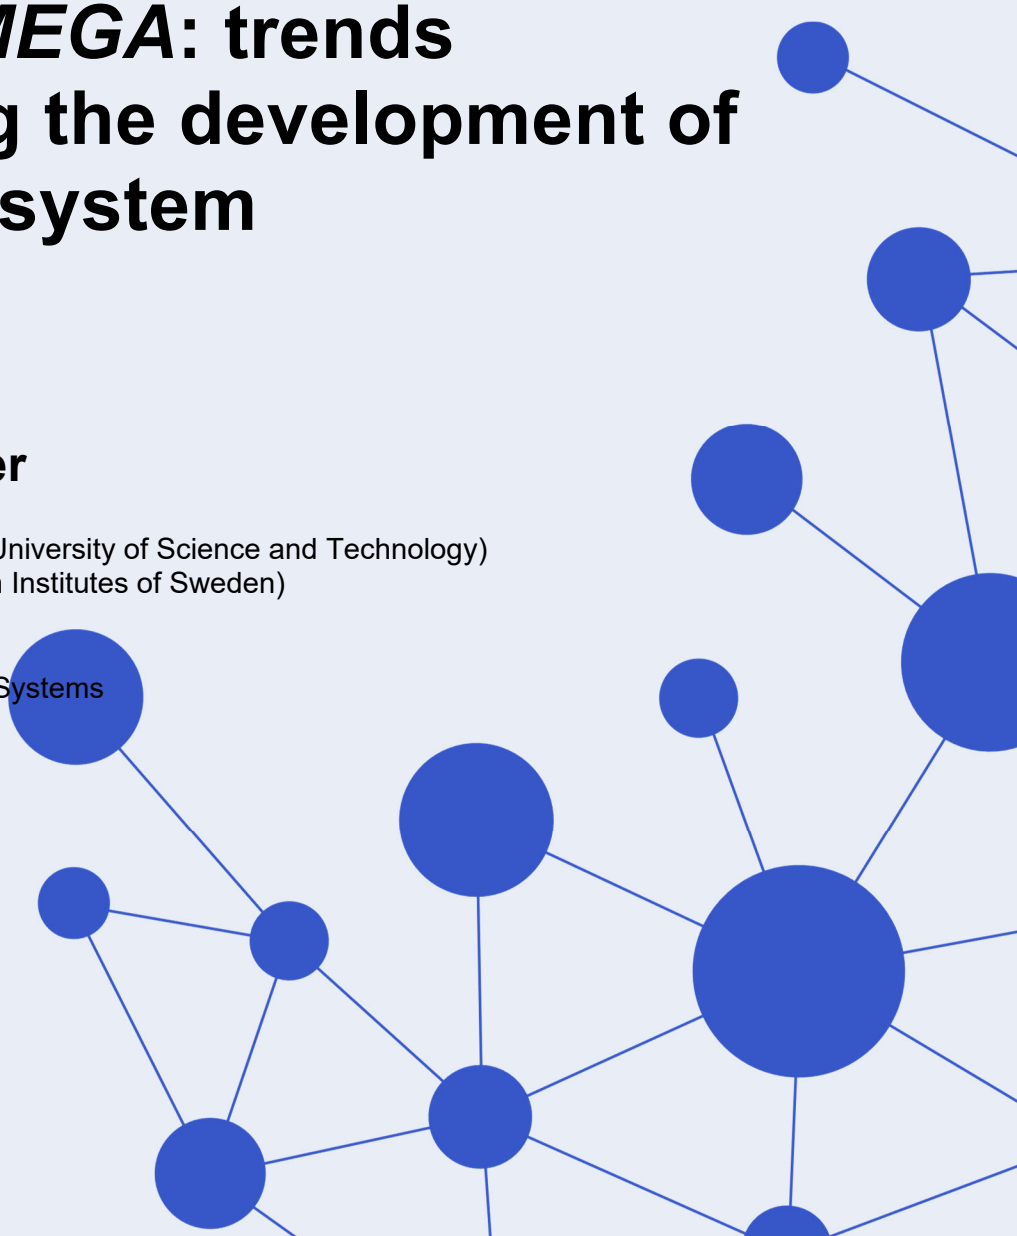 MEGA: trends
g the development of
system
er
University of Science and Technology)
Institutes of Sweden)
Systems